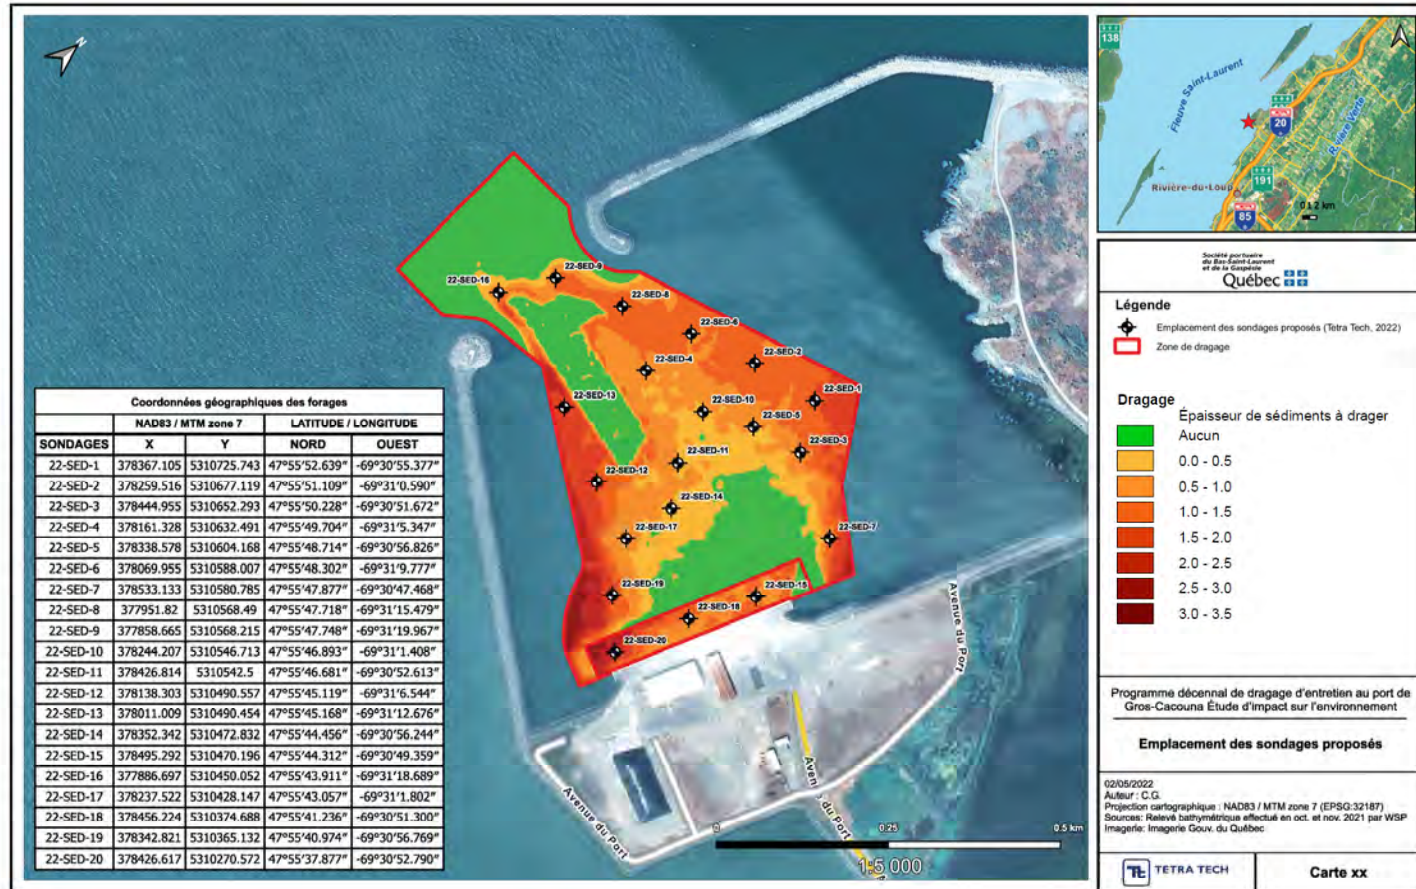 N
22-SED-9
22-SED-16
22-SED-8
22-SED-6
22-SED-2
22-SED-4
22-SED-1
22-SED-13
22-SED-10
22-SED-5
22-SED-3
22-SED-11
22-SED-12
22-SED-14
22-SED-17
22-SED-7
22-SED-19
22-SED-15
22-SED-18
22-SED-20
Avenue du Port
Avenue du Port
Aven du Port
0 0.25 0.5 km
1:5 000
Coordonnées géographiques des forages
NAD83 / MTM zone 7 LATITUDE / LONGITUDE
SONDAGES X Y NORD OUEST
22-SED-1 378367.105 5310725.743 47°55'52.639" -69°30'55.377"
22-SED-2 378259.516 5310677.119 47°55'51.109" -69°31'0.590"
22-SED-3 378444.955 5310652.293 47°55'50.228" -69°30'51.672"
22-SED-4 378161.328 5310632.491 47°55'49.704" -69°31'5.347"
22-SED-5 378338.578 5310604.168 47°55'48.714" -69°30'56.826"
22-SED-6 378069.955 5310588.007 47°55'48.302" -69°31'9.777"
22-SED-7 378533.133 5310580.785 47°55'47.877" -69°30'47.468"
22-SED-8 377951.82 5310568.49 47°55'47.718" -69°31'15.479"
22-SED-9 377858.665 5310568.215 47°55'47.748" -69°31'19.967"
22-SED-10 378244.207 5310546.713 47°55'46.893" -69°31'1.408"
22-SED-11 378426.814 5310542.5 47°55'46.681" -69°30'52.613"
22-SED-12 378138.303 5310490.557 47°55'45.119" -69°31'6.544"
22-SED-13 378011.009 5310490.454 47°55'45.168" -69°31'12.676"
22-SED-14 378352.342 5310472.832 47°55'44.456" -69°30'56.244"
22-SED-15 378495.292 5310470.196 47°55'44.312" -69°30'49.359"
22-SED-16 377886.697 5310450.052 47°55'43.911" -69°31'18.689"
22-SED-17 378237.522 5310428.147 47°55'43.057" -69°31'1.802"
22-SED-18 378456.224 5310374.688 47°55'41.236" -69°30'51.300"
22-SED-19 378342.821 5310365.132 47°55'40.974" -69°30'56.769"
22-SED-20 378426.617 5310270.572 47°55'37.877" -69°30'52.790"
138
Fleuve Saint-Laurent
20
Rivière Verte
191
Rivière-du-Loup
85
0 1 2 km
Société portuaire
du Bas-Saint-Laurent
et de la Gaspésie
Québec
Légende
Emplacement des sondages proposés (Tetra Tech, 2022)
Zone de dragage
Dragage
Épaisseur de sédiments à drager
Aucun
0.0 - 0.5
0.5 - 1.0
1.0 - 1.5
1.5 - 2.0
2.0 - 2.5
2.5 - 3.0
3.0 - 3.5
Programme décennal de dragage d'entretien au port de
Gros-Cacouna Étude d'impact sur l'environnement
Emplacement des sondages proposés
02/05/2022
Auteur : C.G.
Projection cartographique : NAD83 / MTM zone 7 (EPSG:32187)
Sources: Relevé bathymétrique effectué en oct. et nov. 2021 par WSP
Imagerie: Imagerie Gouv. du Québec
TETRA TECH
Carte xx